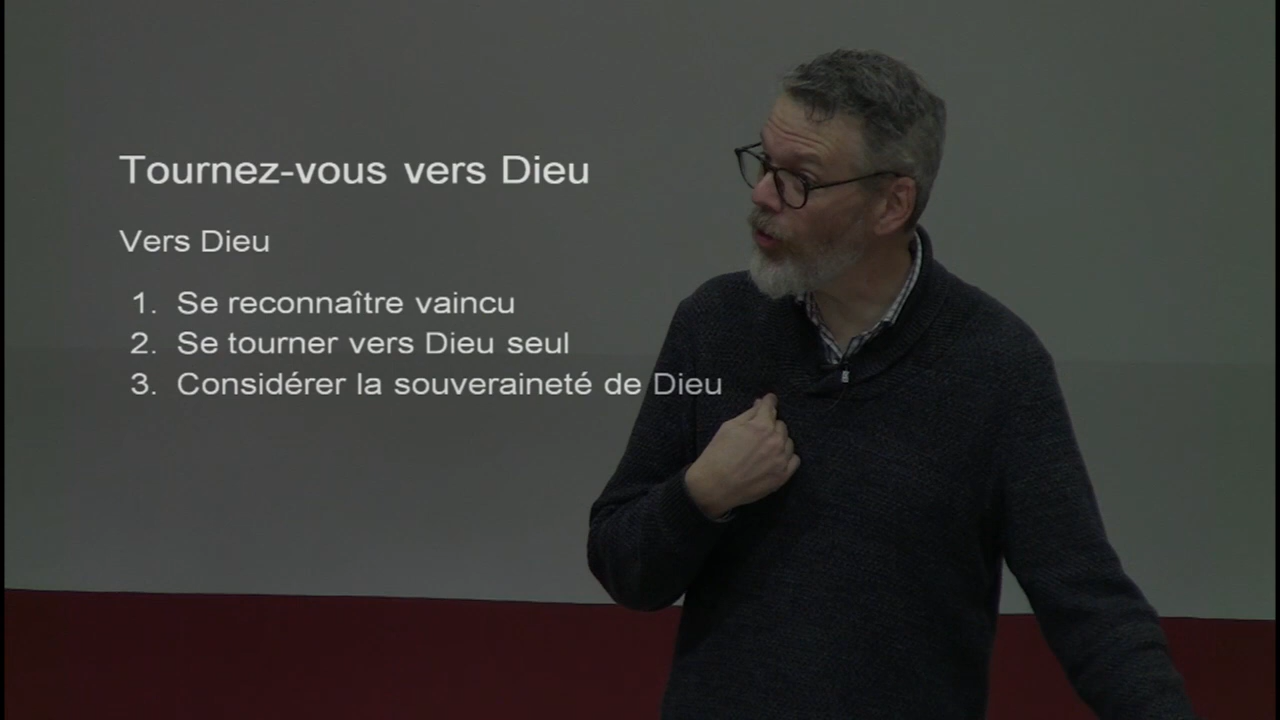 Tournez-vous vers Dieu
Vers Dieu
1. Se reconnaître vaincu
2. Se tourner vers Dieu seul
3. Considérer la souveraineté de Dieu